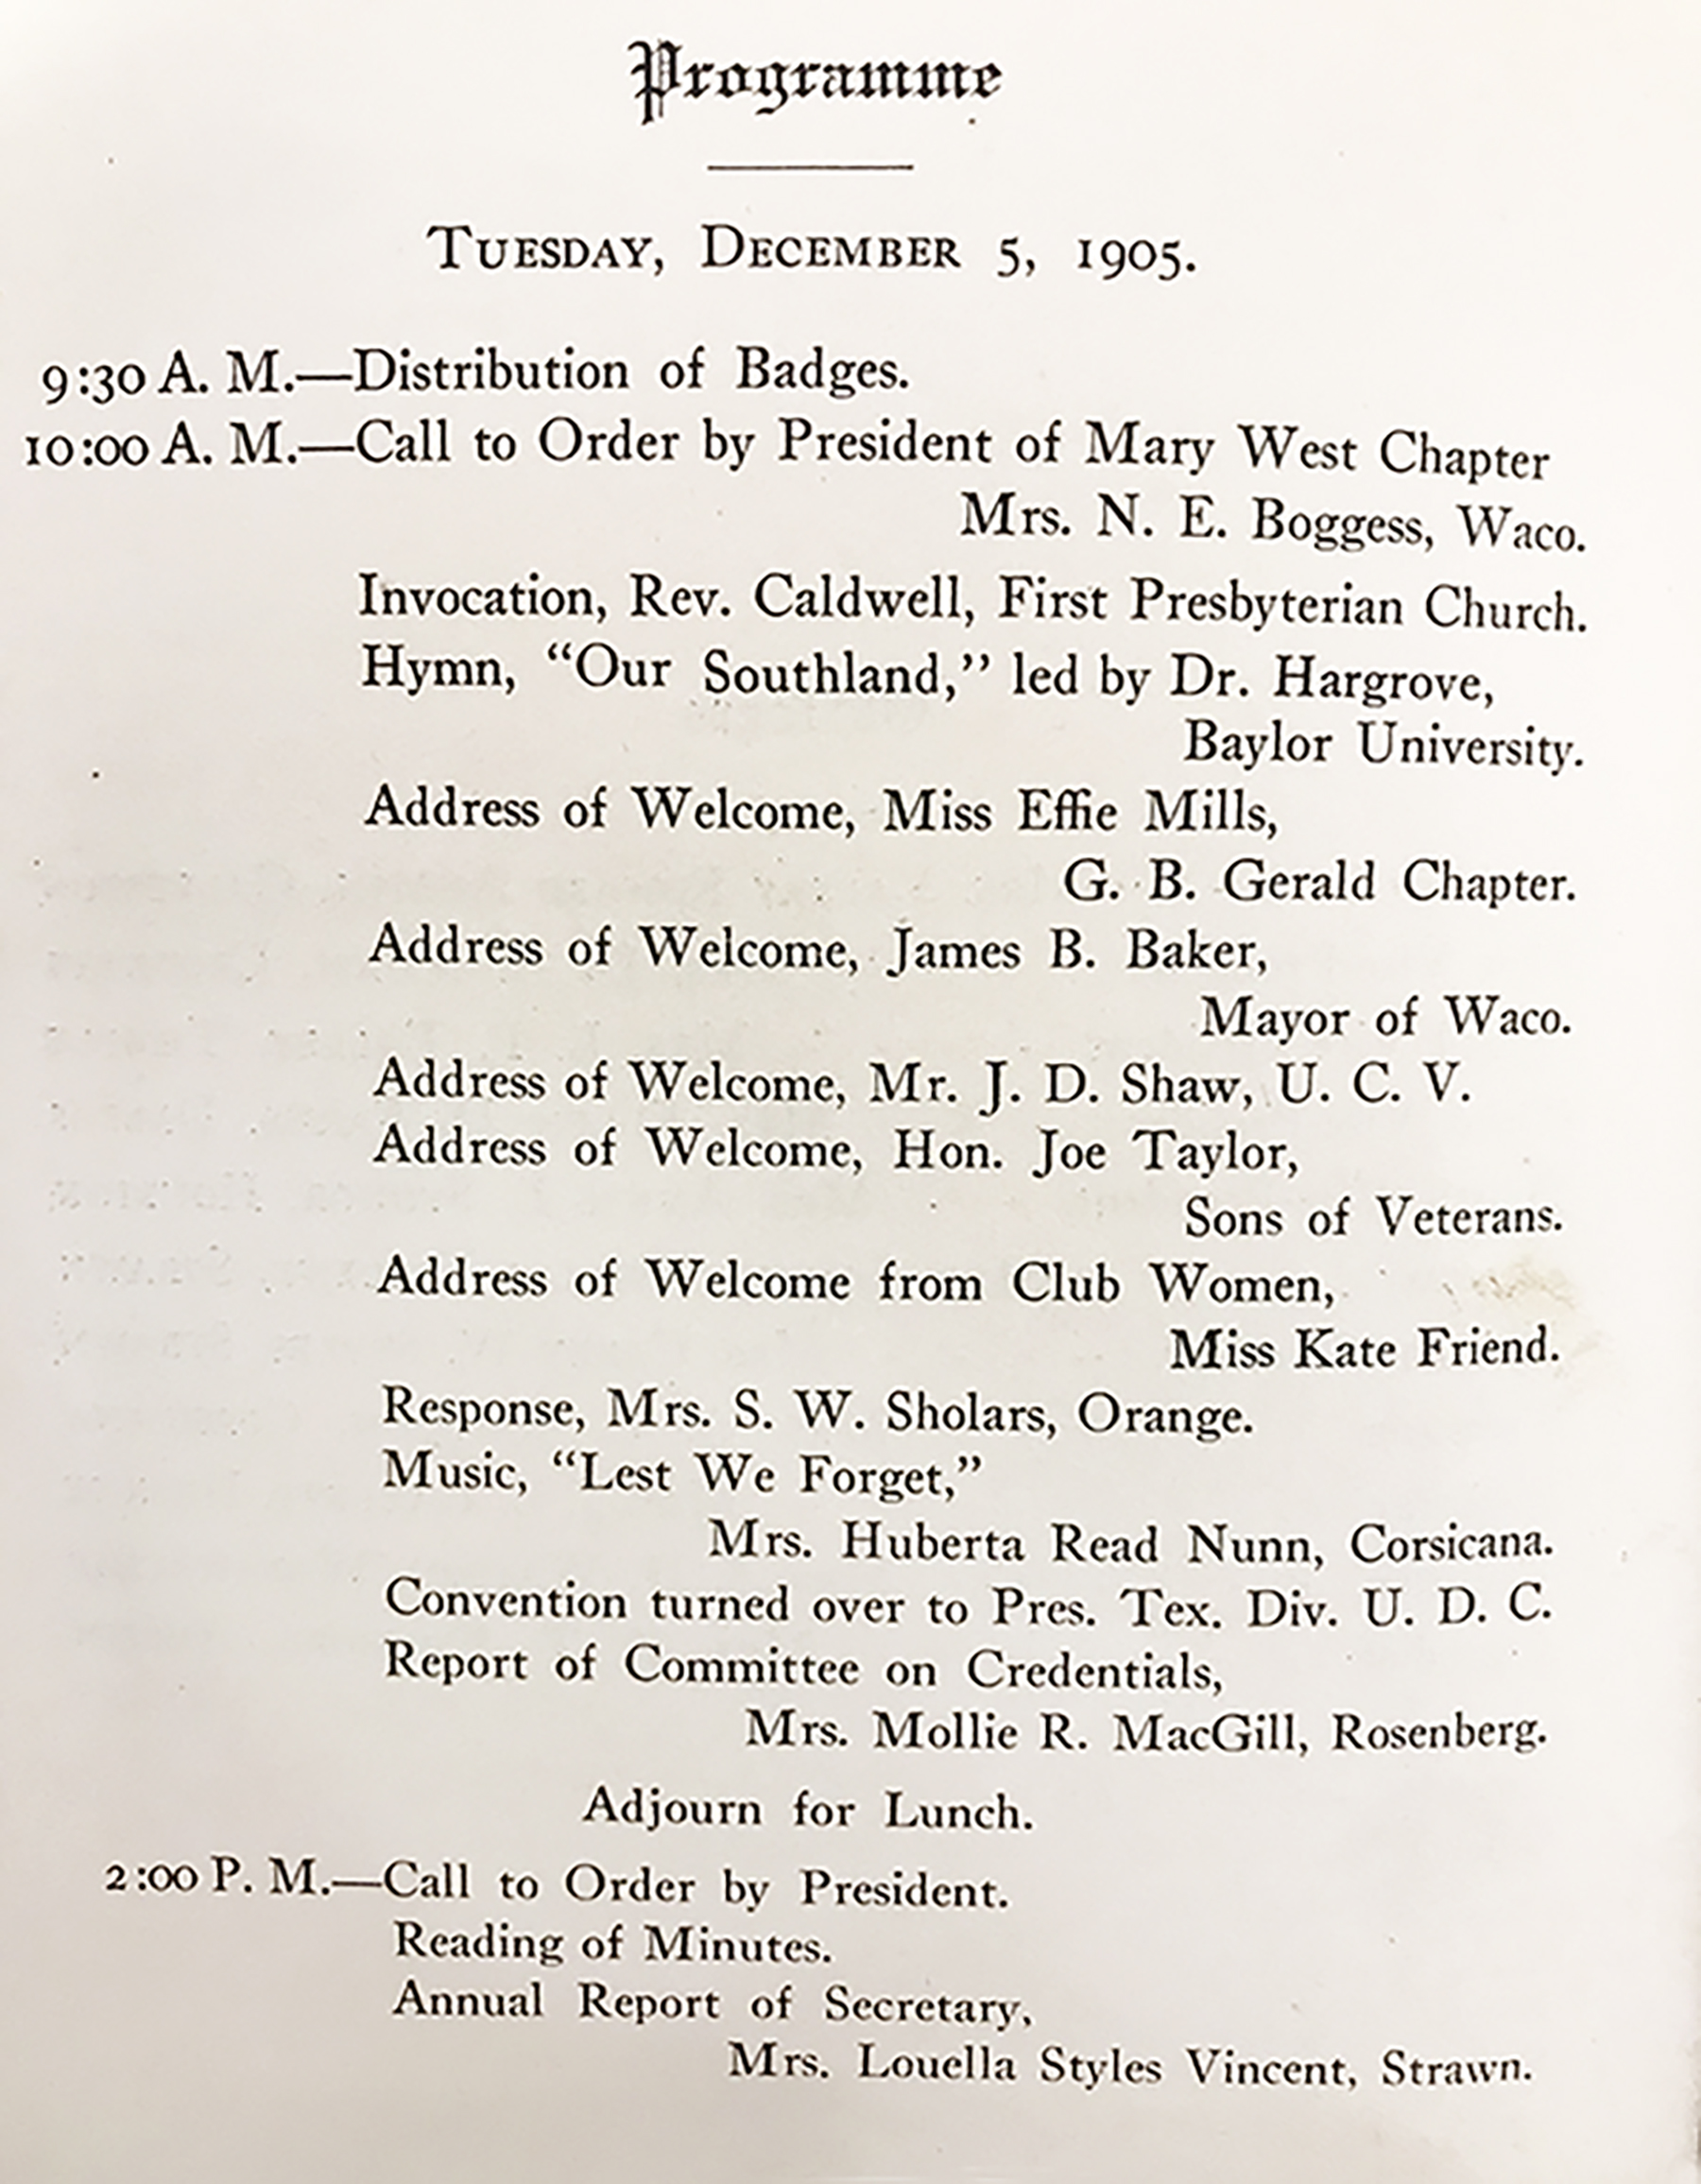 Programme
Tuesday, December 5, 1905.
9:30 A. M.—Distribution of Badges.
10:00 A. M.—Call to Order by President of Mary West Chapter
Mrs. N. E. Boggess, Waco.
Invocation, Rev. Caldwell, First Presbyterian Church.
Hymn, “Our Southland,” led by Dr. Hargrove,
Baylor University.
Address of Welcome, Miss Effie Mills,
G. B. Gerald Chapter.
Address of Welcome, James B. Baker,
Mayor of Waco.
Address of Welcome, Mr. J. D. Shaw, U. C. V.
Address of Welcome, Hon. Joe Taylor,
Sons of Veterans.
Address of Welcome from Club Women,
Miss Kate Friend.
Response, Mrs. S. W. Sholars, Orange.
Music, “Lest We Forget,”
Mrs. Huberta Read Nunn, Corsicana.
Convention turned over to Pres. Tex. Div. U. D. C.
Report of Committee on Credentials,
Mrs. Mollie R. MacGill, Rosenberg.
Adjourn for Lunch.
2:00 P. M.—Call to Order by President.
Reading of Minutes.
Annual Report of Secretary,
Mrs. Louella Styles Vincent, Strawn.